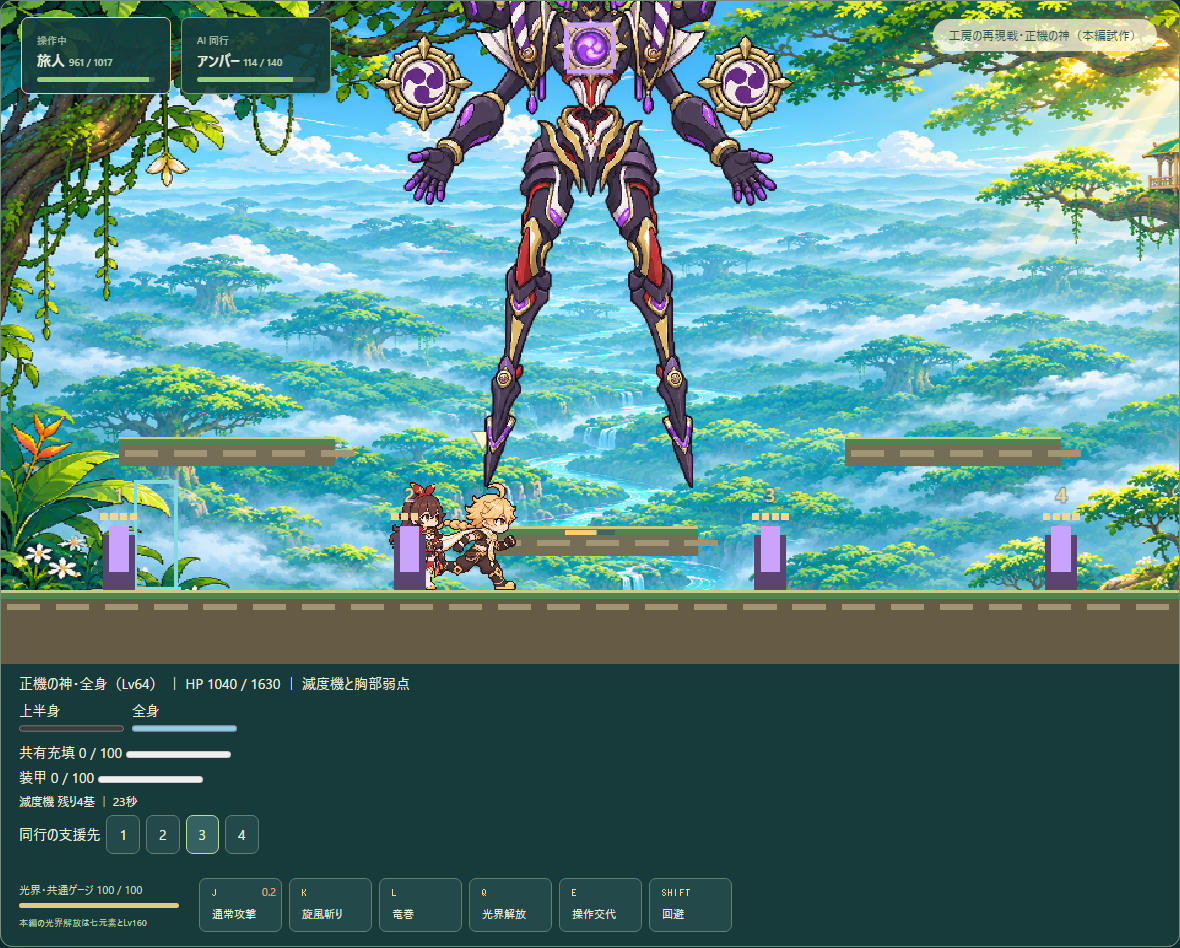 操作中
旅人 961 / 1017
AI 同行
アンバー 114 / 140
工房の再現戦・正機の神（本編試作）
1
2
3
4
正機の神・全身（Lv64） | HP 1040 / 1630 | 滅度機と胸部弱点
上半身 全身
共有充填 0 / 100
装甲 0 / 100
滅度機 残り4基 | 23秒
同行の支援先 1 2 3 4
光界・共通ゲージ 100 / 100
本編の光界解放は七元素とLv160
J 0.2
通常攻撃
K
旋風斬り
L
竜巻
Q
光界解放
E
操作交代
SHIFT
回避